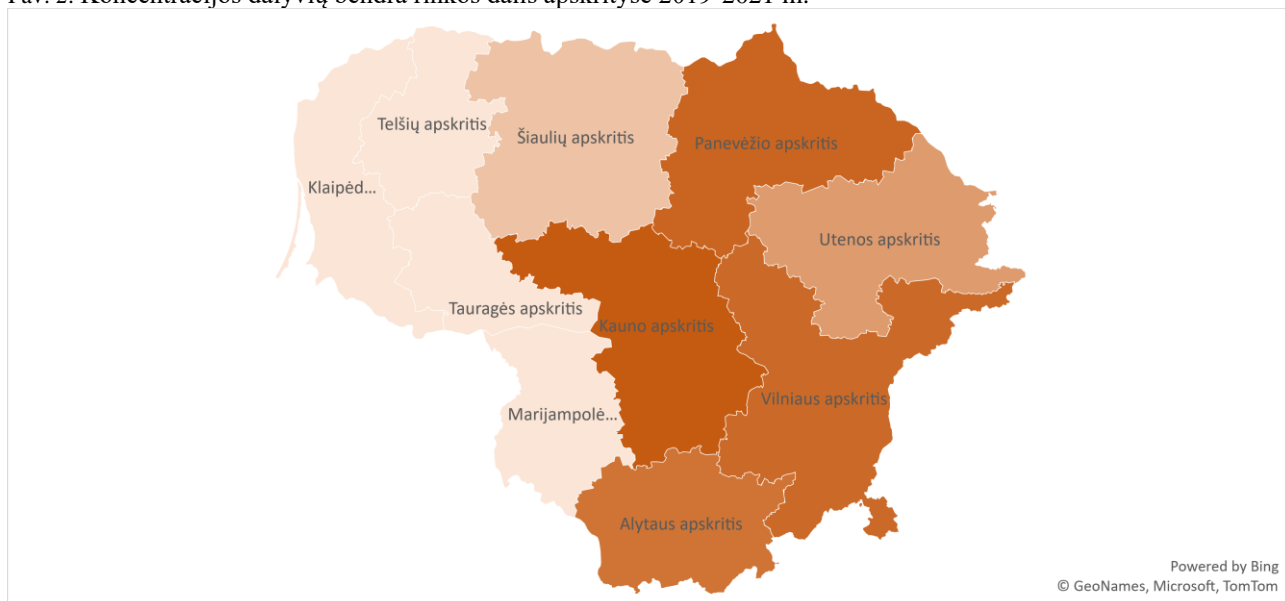 Pav. 2. Koncentracijos dalyvių bendra rinkos dalis apskrityse 2019-2021 m.
Telšių apskritis
Šiaulių apskritis
Panevėžio apskritis
Klaipėd...
Utenos apskritis
Tauragės apskritis
Kauno apskritis
Vilniaus apskritis
Marijampolė...
Alytaus apskritis
Powered by Bing
© GeoNames, Microsoft, TomTom